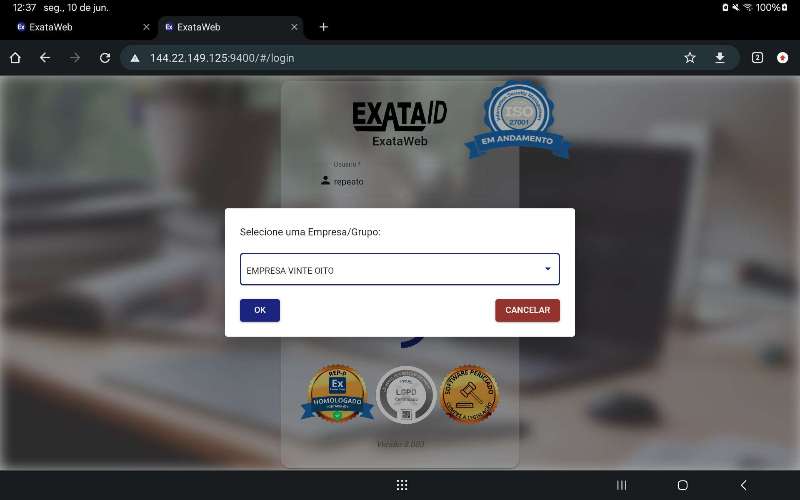 12:37 seg., 10 de jun.
100%
ExataWeb
ExataWeb
144.22.149.125:9400/#/login
2
EXATAID
ExataWeb
ISO
27001
EM ANDAMENTO
Usuário *
repeato
Selecione uma Empresa/Grupo:
EMPRESA VINTE OITO
OK
CANCELAR
REP-P
Ex
HOMOLOGADO
LGPD
SOFTWARE PERICIADO
Versão 3.003